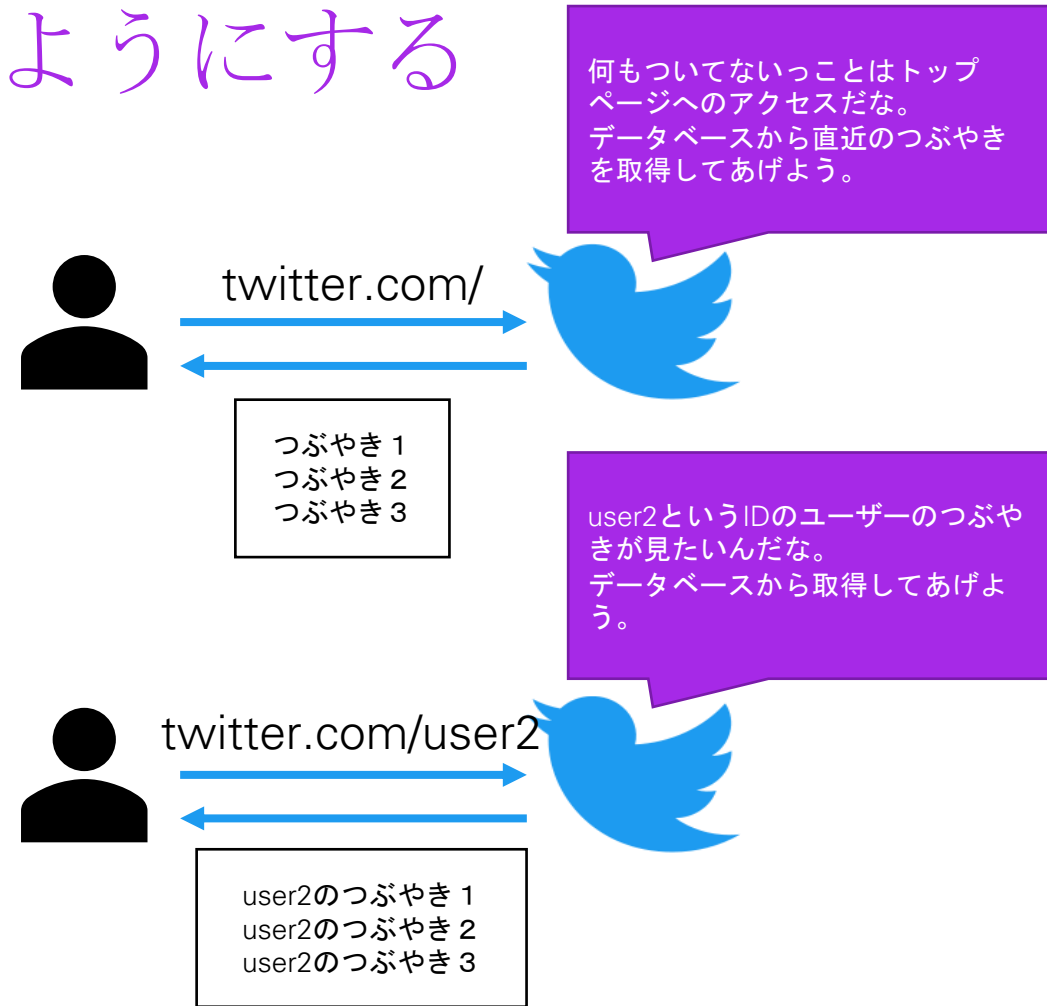 ようにする
何もついてないっことはトップ
ページへのアクセスだな。
データベースから直近のつぶやき
を取得してあげよう。
twitter.com/
つぶやき１
つぶやき２
つぶやき３
user2というIDのユーザーのつぶや
きが見たいんだな。
データベースから取得してあげよ
う。
twitter.com/user2
user2のつぶやき１
user2のつぶやき２
user2のつぶやき３